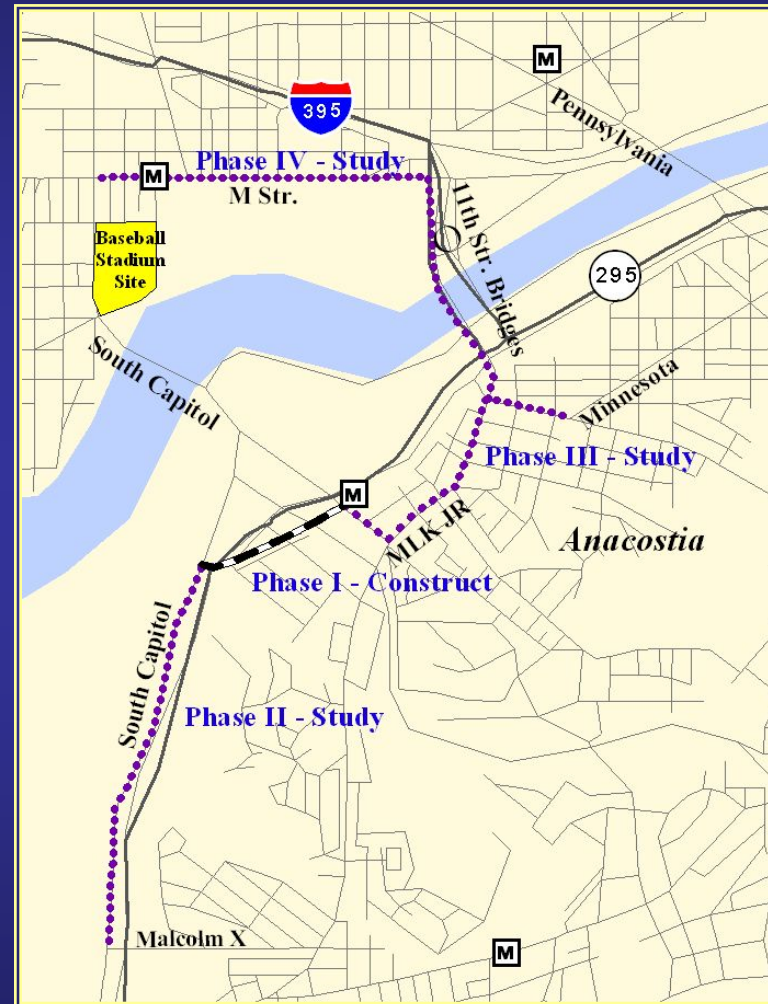 M
Pennsylvania
395
Phase IV - Study
M
M Str.
11th Str. Bridges
Baseball
Stadium
Site
295
South Capitol
Minnesota
Phase III - Study
M
MLK JR
Anacostia
Phase I - Construct
South Capitol
Phase II - Study
Malcolm X
M